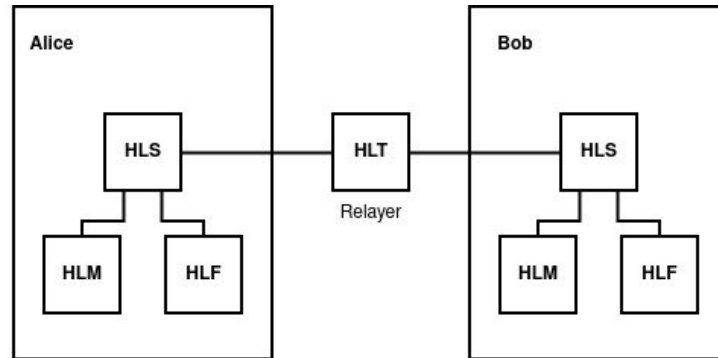 Alice
Bob
HLS
HLT
HLS
Relayer
HLM
HLF
HLM
HLF